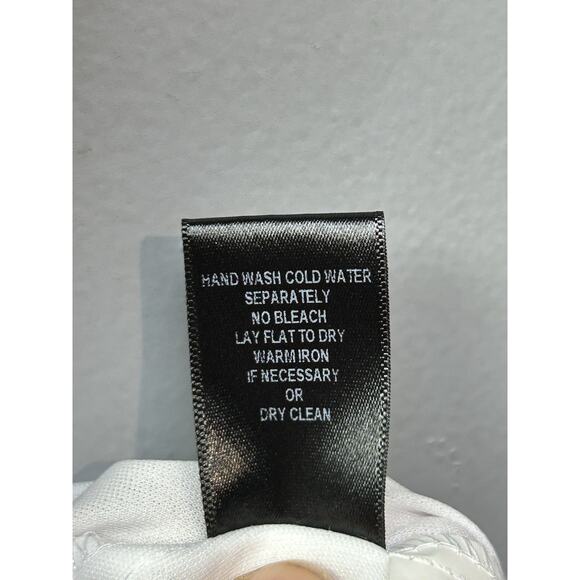 HAND WASH COLD WATER
SEPARATELY
NO BLEACH
LAY FLAT TO DRY
WARM IRON
IF NECESSARY
OR
DRY CLEAN